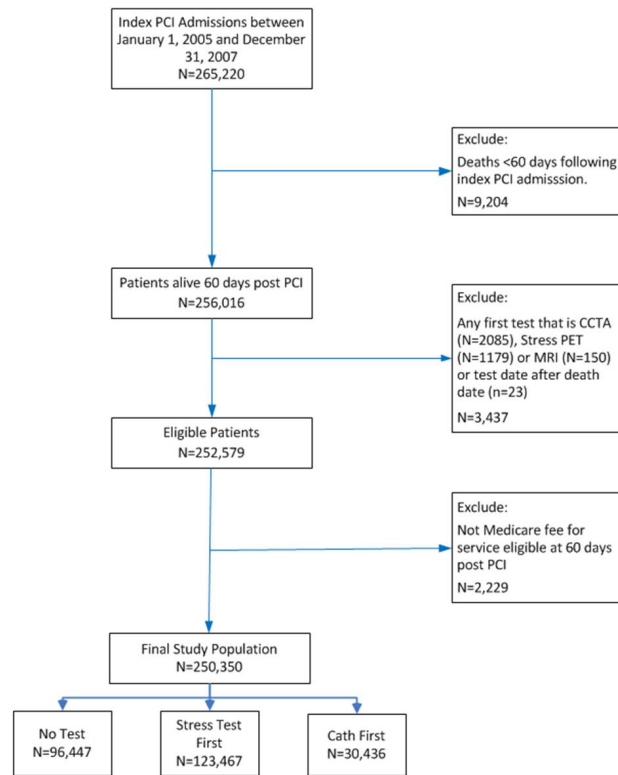 Index PCI Admissions between
January 1, 2005 and December
31, 2007
N=265,220
Exclude:
Deaths <60 days following
index PCI admisssion.
N=9,204
Patients alive 60 days post PCI
N=256,016
Exclude:
Any first test that is CCTA
(N=2085), Stress PET
(N=1179) or MRI (N=150)
or test date after death
date (n=23)
N=3,437
Eligible Patients
N=252,579
Exclude:
Not Medicare fee for
service eligible at 60 days
post PCI
N=2,229
Final Study Population
N=250,350
No Test
N=96,447
Stress Test
First
N=123,467
Cath First
N=30,436